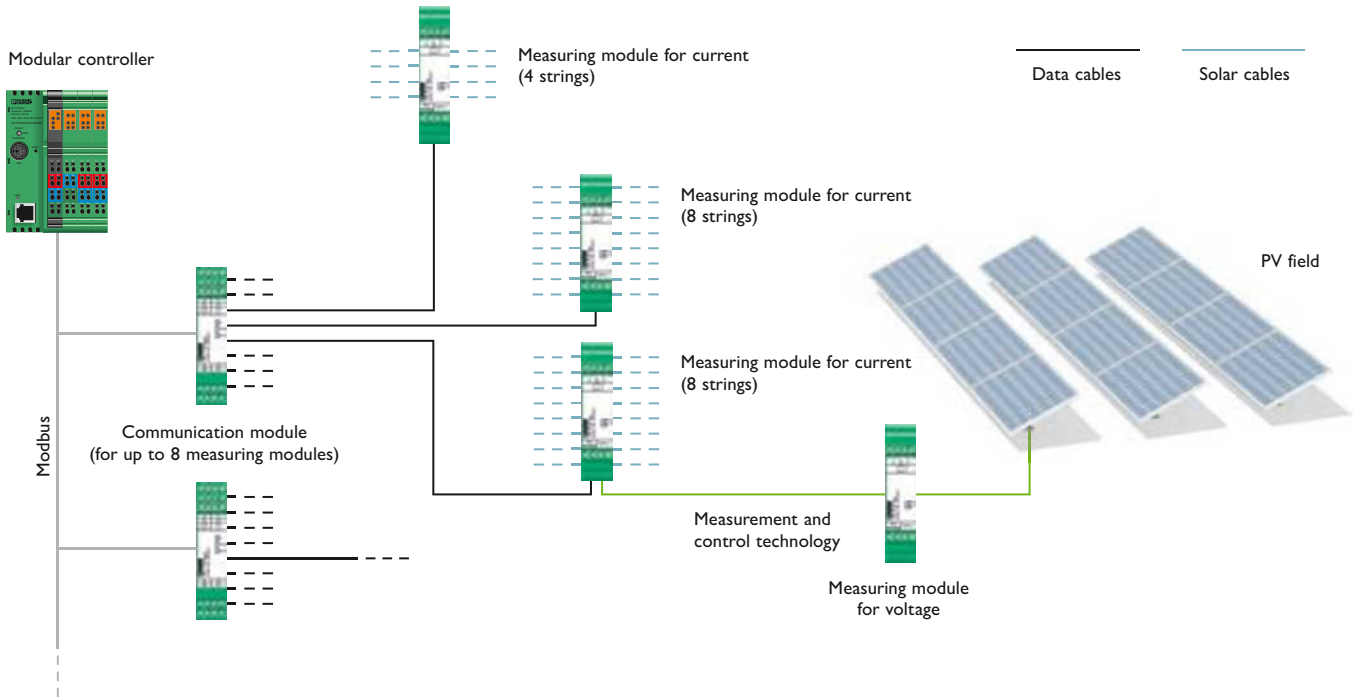 Modular controller
Measuring module for current
(4 strings)
Data cables
Solar cables
Measuring module for current
(8 strings)
PV field
Measuring module for current
(8 strings)
Modbus
Communication module
(for up to 8 measuring modules)
Measurement and
control technology
Measuring module
for voltage